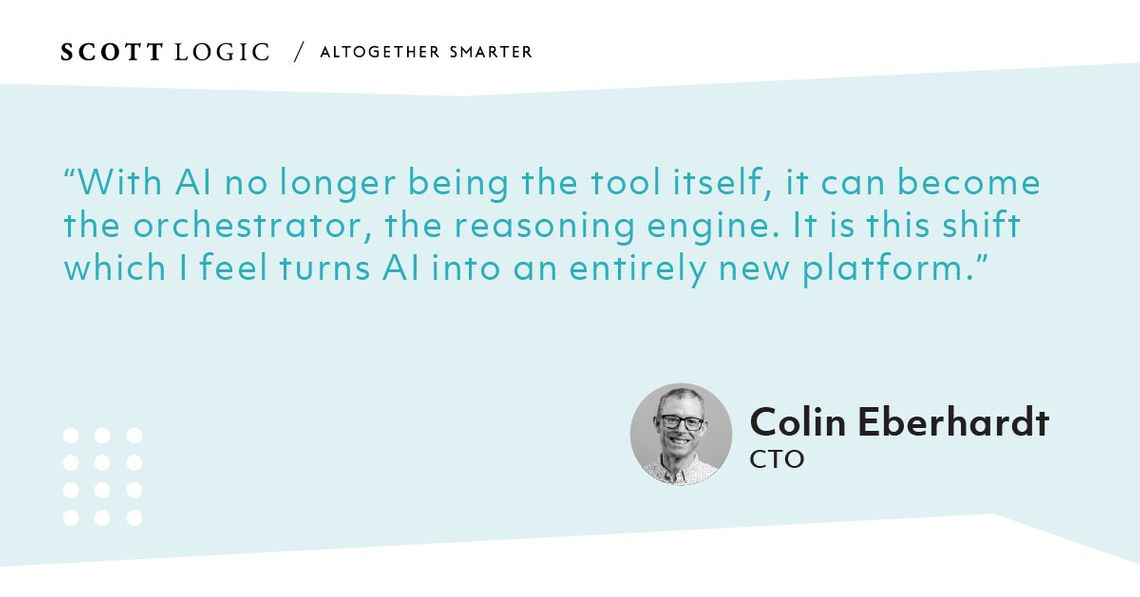 SCOTT LOGIC / ALTOGETHER SMARTER
“With AI no longer being the tool itself, it can become
the orchestrator, the reasoning engine. It is this shift
which I feel turns AI into an entirely new platform.”
Colin Eberhardt
CTO